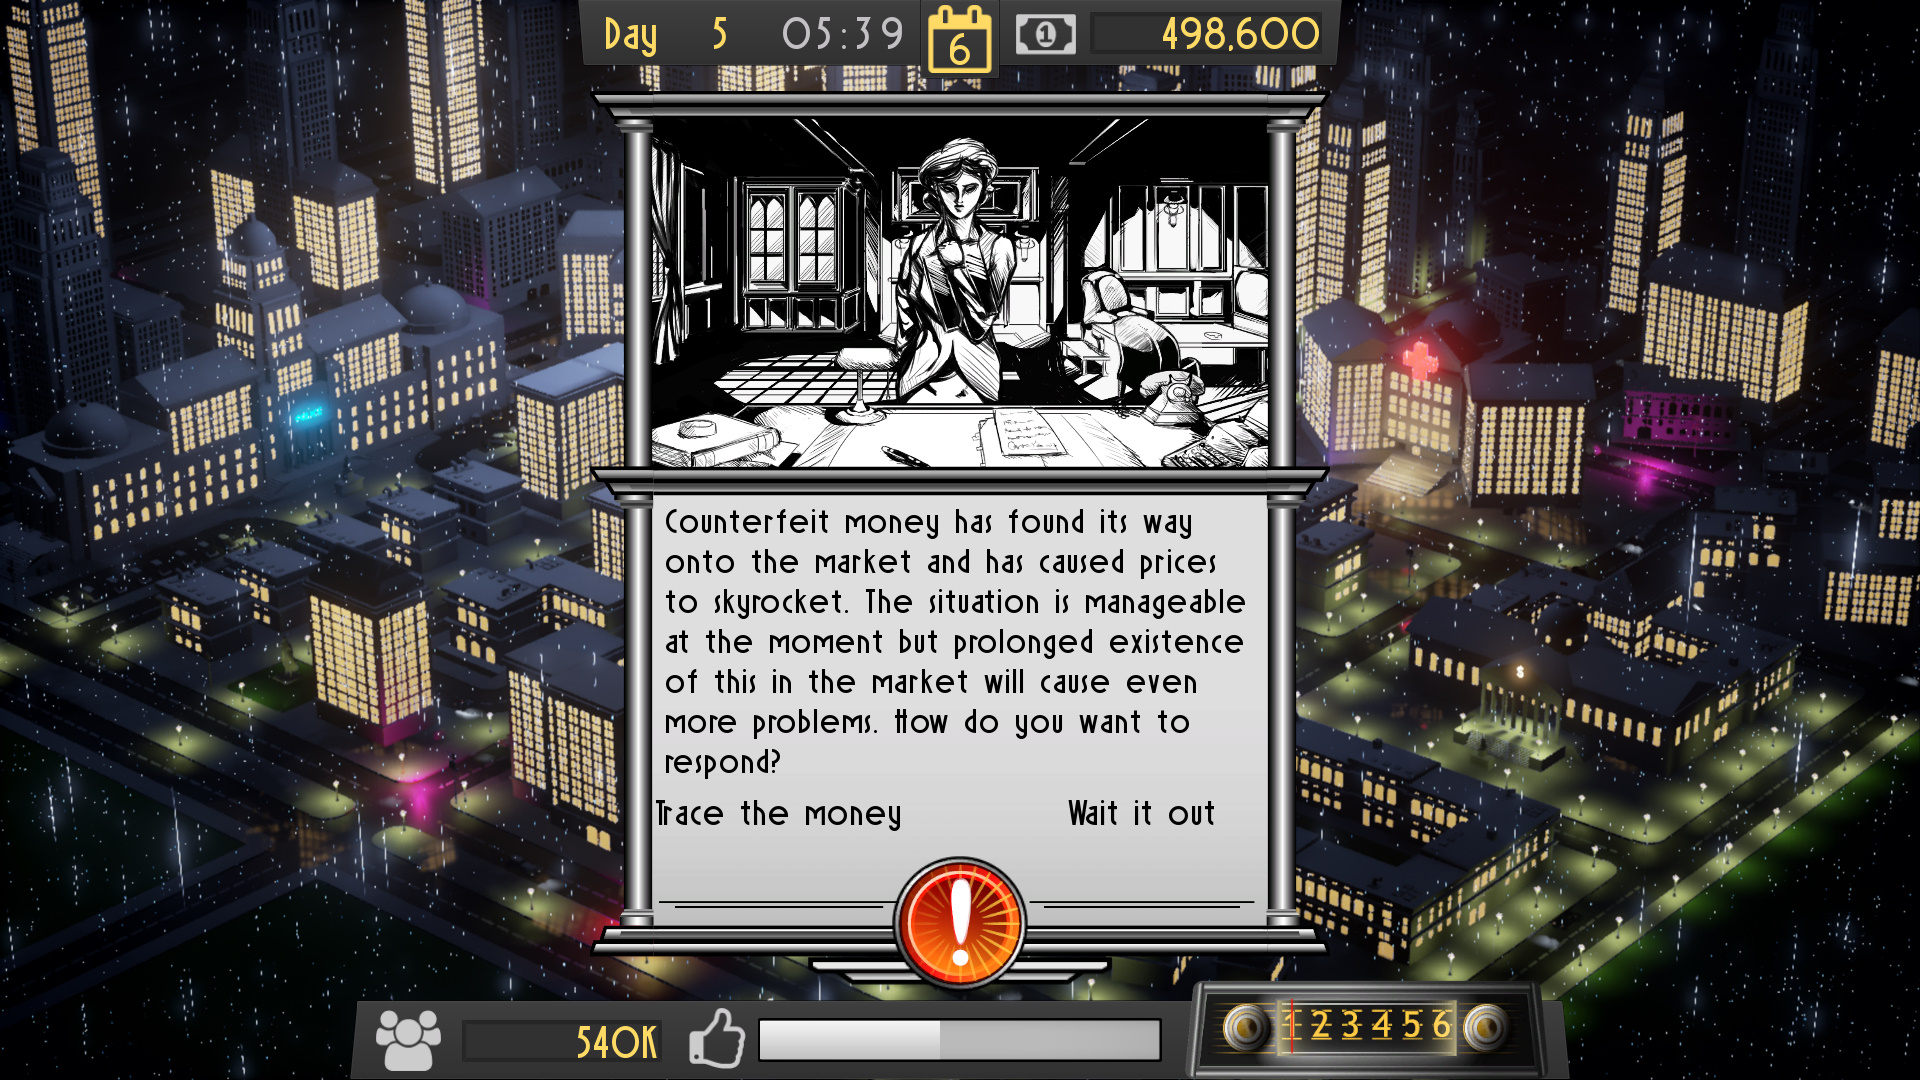 Day 5 05:39 6 1 498,600
Counterfeit money has found its way
onto the market and has caused prices
to skyrocket. The situation is manageable
at the moment but prolonged existence
of this in the market will cause even
more problems. How do you want to
respond?
Trace the money Wait it out
!
540K 1 2 3 4 5 6
$